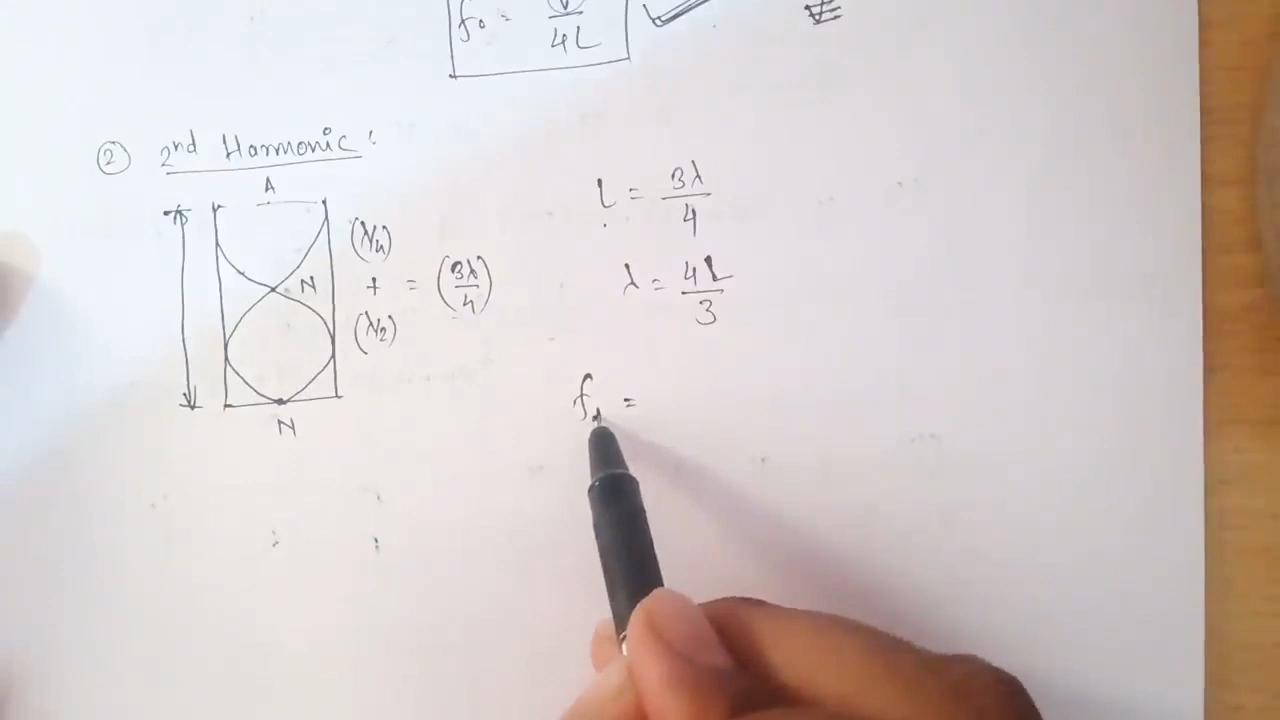 f₀ = v/4L
② 2nd Harmonic :
A
(λ/4)
N + = (3λ/4)
(λ/2)
N
l = 3λ/4
λ = 4L/3
f₁ =